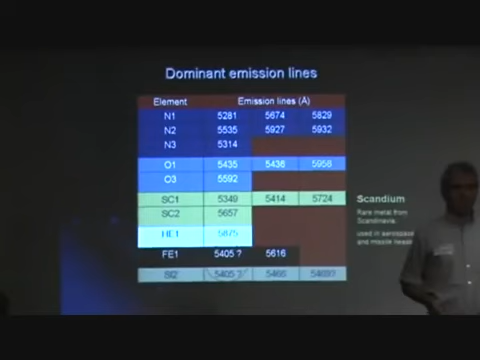 Dominant emission lines
Element Emission lines (Å)
N1 5281 5674 5829
N2 5535 5927 5932
N3 5314
O1 5435 5436 5958
O3 5592
SC1 5349 5414 5724
SC2 5657
HE1 5875
FE1 5405 ? 5616
SI2 5405 ? 5466
Scandium
Rare metal from
Scandinavia.
used in aerospace
and missile